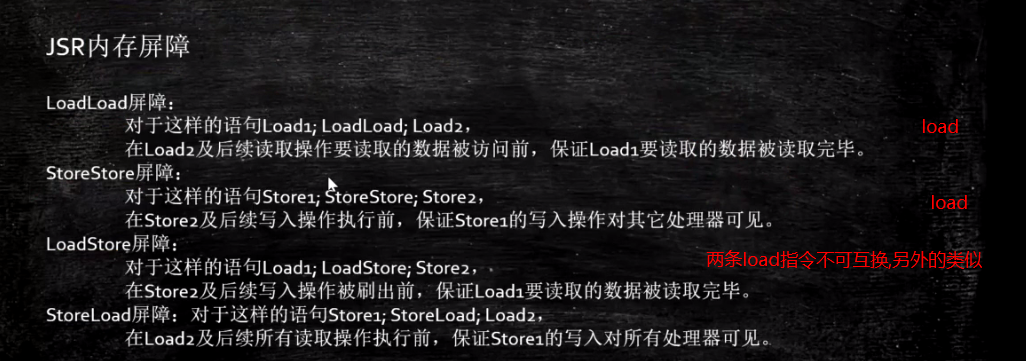 JSR内存屏障
LoadLoad屏障：
对于这样的语句Load1; LoadLoad; Load2，
load
在Load2及后续读取操作要读取的数据被访问前，保证Load1要读取的数据被读取完毕。
StoreStore屏障：
对于这样的语句Store1; StoreStore; Store2，
load
在Store2及后续写入操作执行前，保证Store1的写入操作对其它处理器可见。
LoadStore屏障：
两条load指令不可互换,另外的类似
对于这样的语句Load1; LoadStore; Store2，
在Store2及后续写入操作被刷出前，保证Load1要读取的数据被读取完毕。
StoreLoad屏障：对于这样的语句Store1; StoreLoad; Load2，
在Load2及后续所有读取操作执行前，保证Store1的写入对所有处理器可见。